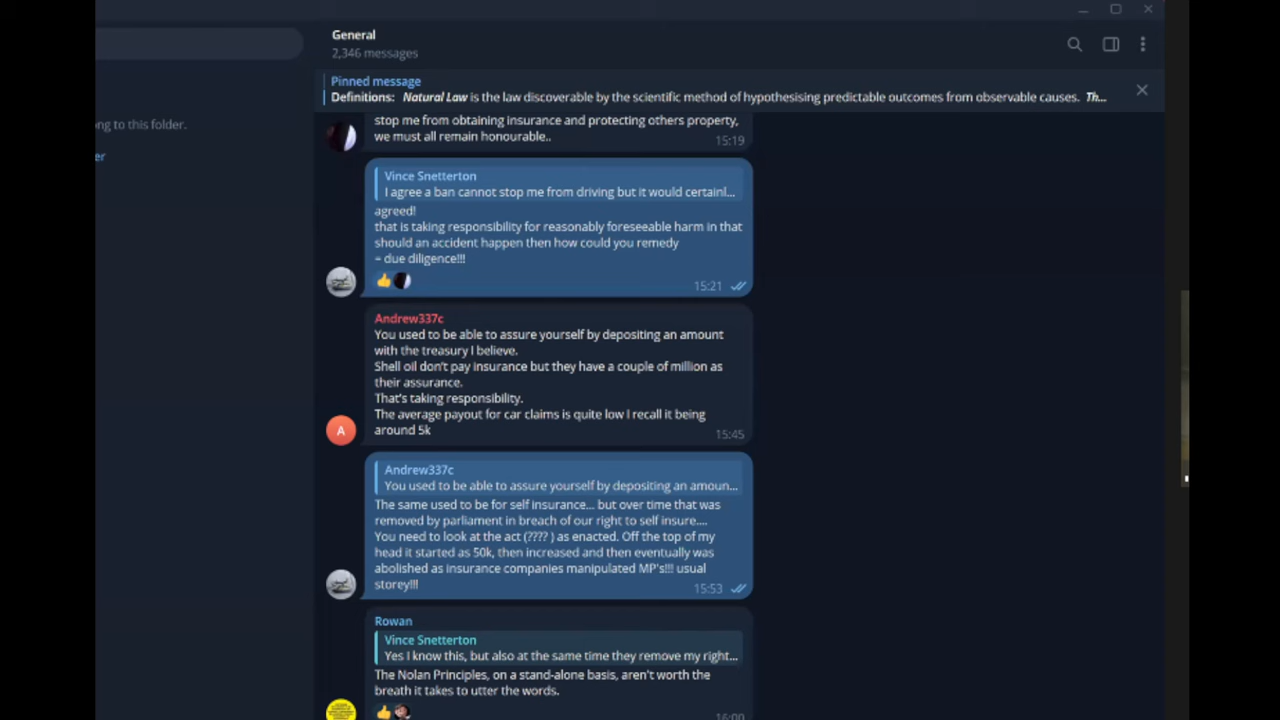 General
2,346 messages
Pinned message
Definitions: Natural Law is the law discoverable by the scientific method of hypothesising predictable outcomes from observable causes. Th...
ong to this folder.
er
stop me from obtaining insurance and protecting others property,
we must all remain honourable..
15:19
Vince Snetterton
I agree a ban cannot stop me from driving but it would certainl...
agreed!
that is taking responsibility for reasonably foreseeable harm in that
should an accident happen then how could you remedy
= due diligence!!!
15:21
Andrew337c
You used to be able to assure yourself by depositing an amount
with the treasury I believe.
Shell oil don't pay insurance but they have a couple of million as
their assurance.
That's taking responsibility.
The average payout for car claims is quite low I recall it being
around 5k
A
15:45
Andrew337c
You used to be able to assure yourself by depositing an amoun...
The same used to be for self insurance... but over time that was
removed by parliament in breach of our right to self insure....
You need to look at the act (???? ) as enacted. Off the top of my
head it started as 50k, then increased and then eventually was
abolished as insurance companies manipulated MP's!!! usual
storey!!!
15:53
Rowan
Vince Snetterton
Yes I know this, but also at the same time they remove my right...
The Nolan Principles, on a stand-alone basis, aren't worth the
breath it takes to utter the words.
16:00